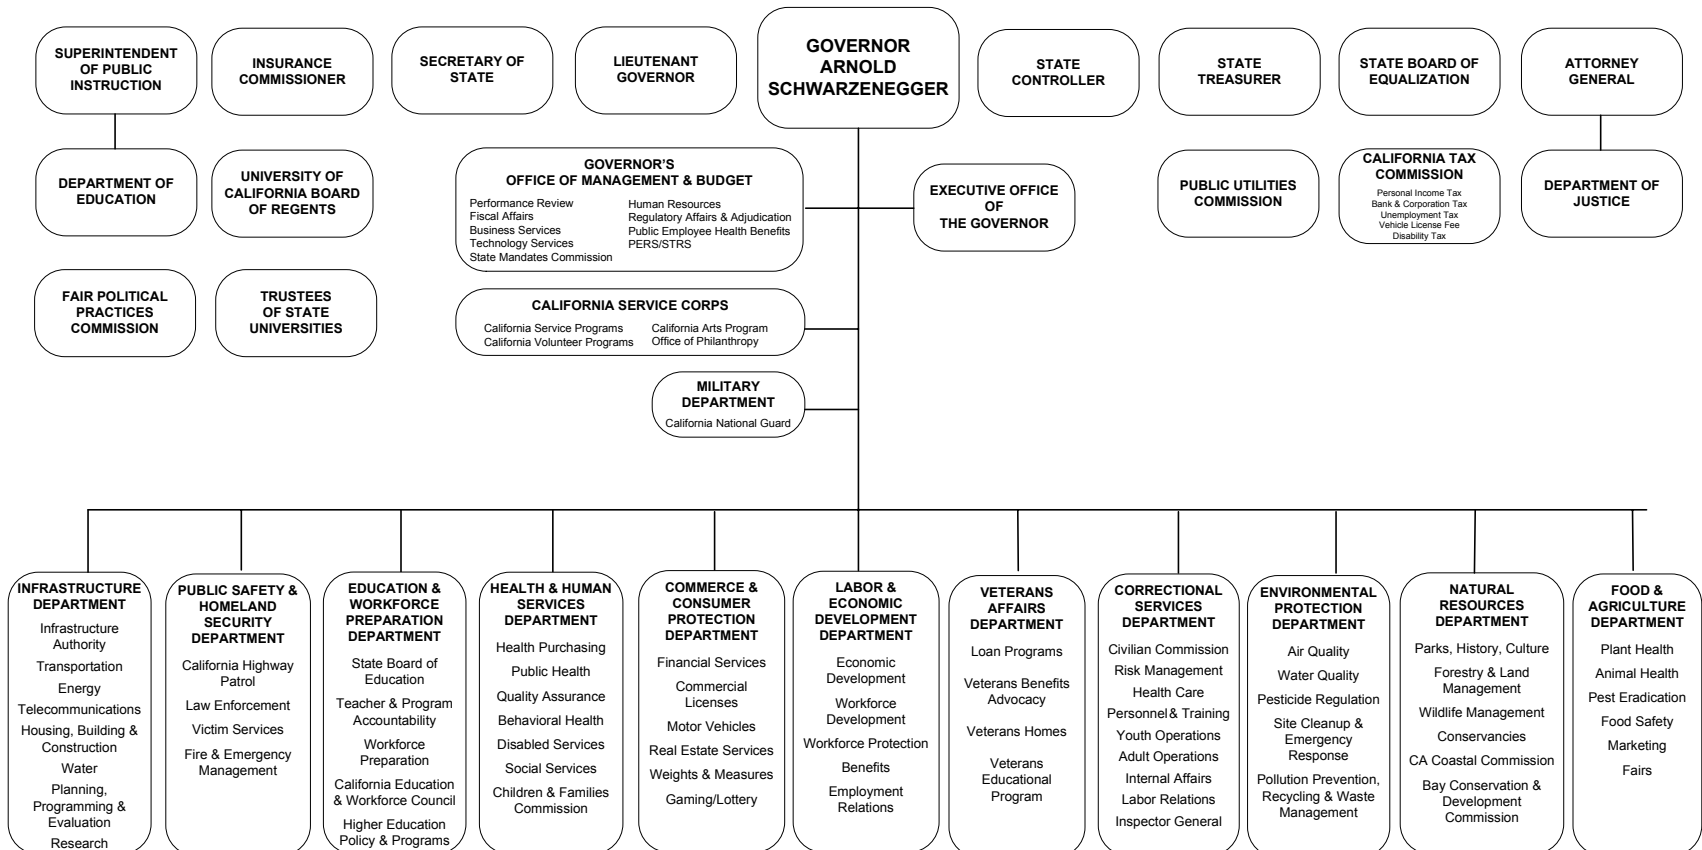 SUPERINTENDENT
OF PUBLIC
INSTRUCTION
INSURANCE
COMMISSIONER
SECRETARY OF
STATE
LIEUTENANT
GOVERNOR
GOVERNOR
ARNOLD
SCHWARZENEGGER
STATE
CONTROLLER
STATE
TREASURER
STATE BOARD OF
EQUALIZATION
ATTORNEY
GENERAL
DEPARTMENT OF
EDUCATION
UNIVERSITY OF
CALIFORNIA BOARD
OF REGENTS
GOVERNOR'S
OFFICE OF MANAGEMENT & BUDGET
Performance Review
Fiscal Affairs
Business Services
Technology Services
State Mandates Commission
Human Resources
Regulatory Affairs & Adjudication
Public Employee Health Benefits
PERS/STRS
EXECUTIVE OFFICE
OF
THE GOVERNOR
PUBLIC UTILITIES
COMMISSION
CALIFORNIA TAX
COMMISSION
Personal Income Tax
Bank & Corporation Tax
Unemployment Tax
Vehicle License Fee
Disability Tax
DEPARTMENT OF
JUSTICE
FAIR POLITICAL
PRACTICES
COMMISSION
TRUSTEES
OF STATE
UNIVERSITIES
CALIFORNIA SERVICE CORPS
California Service Programs
California Volunteer Programs
California Arts Program
Office of Philanthropy
MILITARY
DEPARTMENT
California National Guard
INFRASTRUCTURE
DEPARTMENT
Infrastructure
Authority
Transportation
Energy
Telecommunications
Housing, Building &
Construction
Water
Planning,
Programming &
Evaluation
Research
PUBLIC SAFETY &
HOMELAND
SECURITY
DEPARTMENT
California Highway
Patrol
Law Enforcement
Victim Services
Fire & Emergency
Management
EDUCATION &
WORKFORCE
PREPARATION
DEPARTMENT
State Board of
Education
Teacher & Program
Accountability
Workforce
Preparation
California Education
& Workforce Council
Higher Education
Policy & Programs
HEALTH & HUMAN
SERVICES
DEPARTMENT
Health Purchasing
Public Health
Quality Assurance
Behavioral Health
Disabled Services
Social Services
Children & Families
Commission
COMMERCE &
CONSUMER
PROTECTION
DEPARTMENT
Financial Services
Commercial
Licenses
Motor Vehicles
Real Estate Services
Weights & Measures
Gaming/Lottery
LABOR &
ECONOMIC
DEVELOPMENT
DEPARTMENT
Economic
Development
Workforce
Development
Workforce Protection
Benefits
Employment
Relations
VETERANS
AFFAIRS
DEPARTMENT
Loan Programs
Veterans Benefits
Advocacy
Veterans Homes
Veterans
Educational
Program
CORRECTIONAL
SERVICES
DEPARTMENT
Civilian Commission
Risk Management
Health Care
Personnel & Training
Youth Operations
Adult Operations
Internal Affairs
Labor Relations
Inspector General
ENVIRONMENTAL
PROTECTION
DEPARTMENT
Air Quality
Water Quality
Pesticide Regulation
Site Cleanup &
Emergency
Response
Pollution Prevention,
Recycling & Waste
Management
NATURAL
RESOURCES
DEPARTMENT
Parks, History, Culture
Forestry & Land
Management
Wildlife Management
Conservancies
CA Coastal Commission
Bay Conservation &
Development
Commission
FOOD &
AGRICULTURE
DEPARTMENT
Plant Health
Animal Health
Pest Eradication
Food Safety
Marketing
Fairs